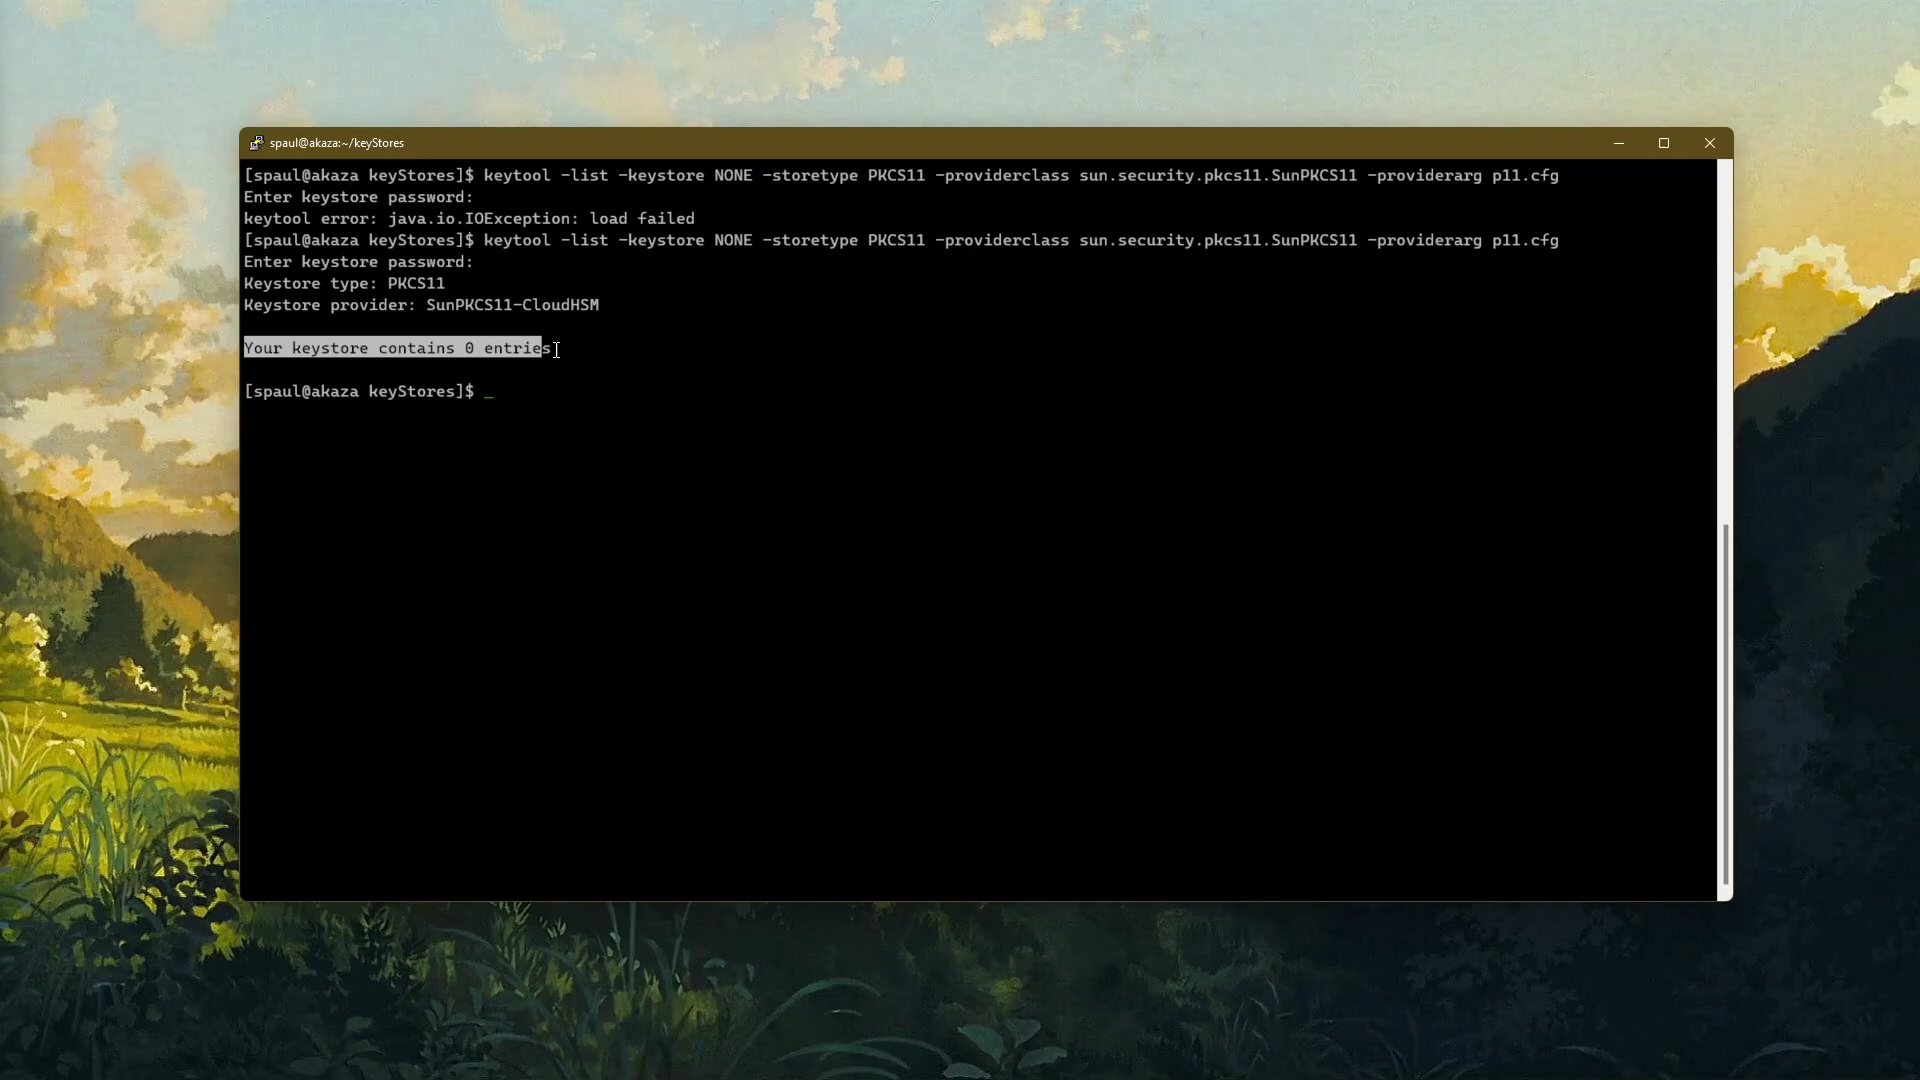 spaul@akaza:~/keyStores
[spaul@akaza keyStores]$ keytool -list -keystore NONE -storetype PKCS11 -providerclass sun.security.pkcs11.SunPKCS11 -providerarg p11.cfg
Enter keystore password:
keytool error: java.io.IOException: load failed
[spaul@akaza keyStores]$ keytool -list -keystore NONE -storetype PKCS11 -providerclass sun.security.pkcs11.SunPKCS11 -providerarg p11.cfg
Enter keystore password:
Keystore type: PKCS11
Keystore provider: SunPKCS11-CloudHSM
Your keystore contains 0 entries
[spaul@akaza keyStores]$ _